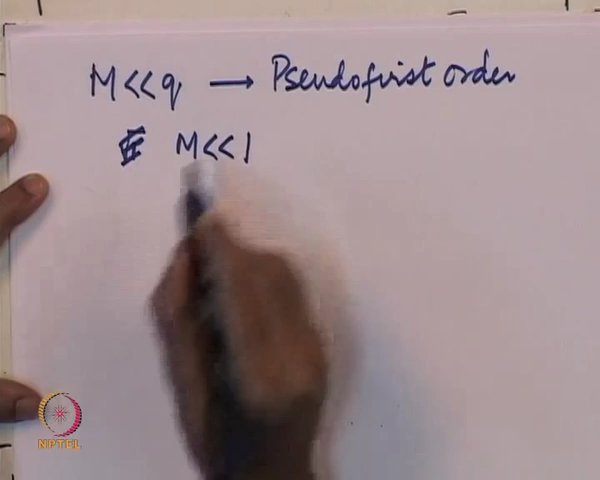 M<<q → Pseudofirst order
M<<1
NPTEL